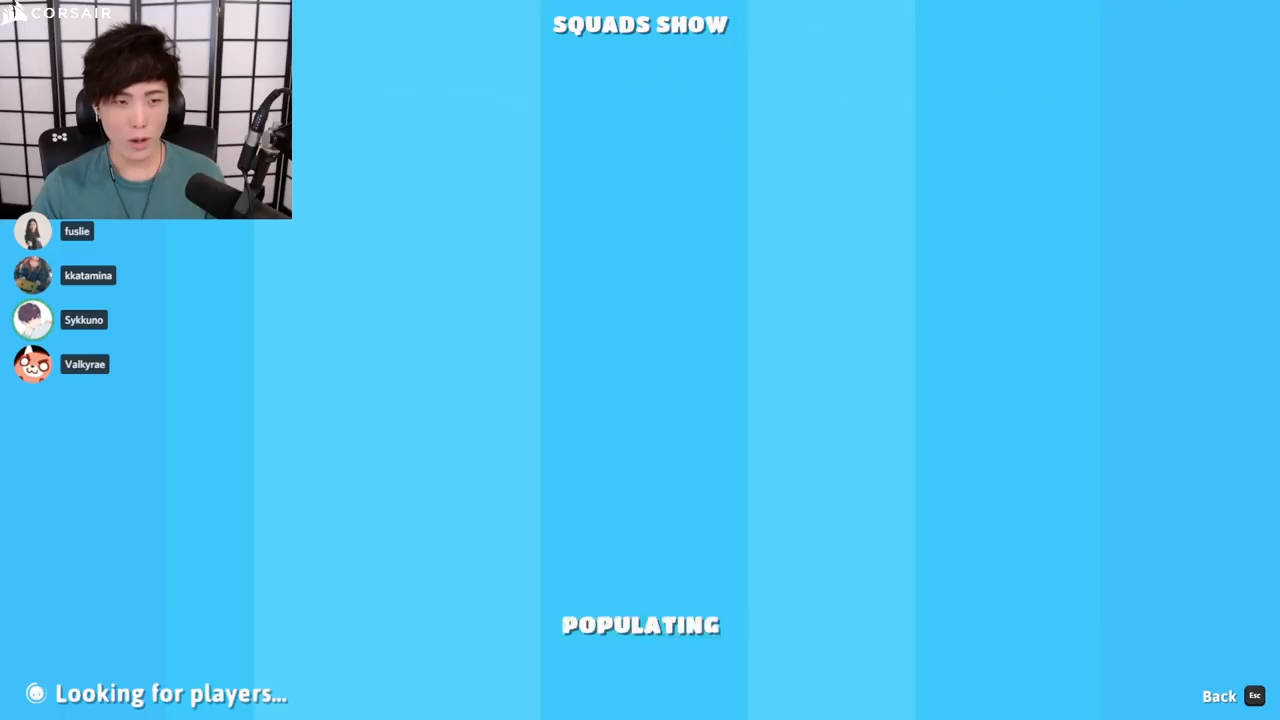 CORSAIR
SQUADS SHOW
fuslie
kkatamina
Sykkuno
Valkyrae
POPULATING
Looking for players...
Back Esc